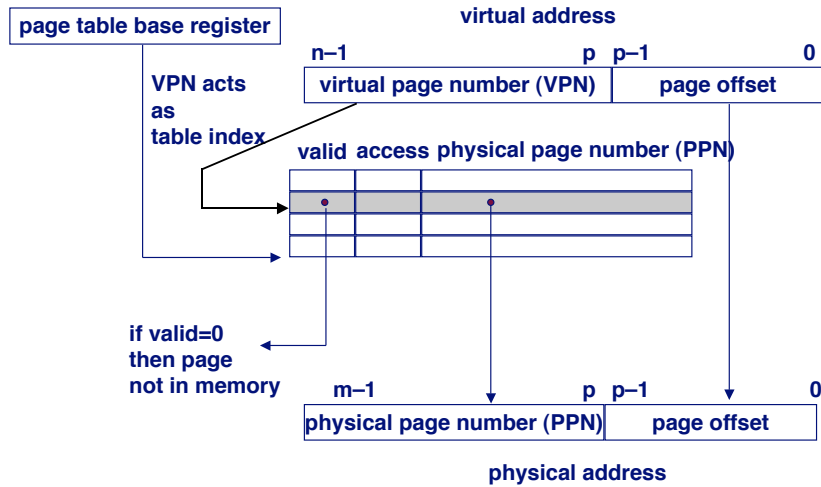 page table base register
virtual address
n–1 p p–1 0
virtual page number (VPN) page offset
VPN acts
as
table index
valid access physical page number (PPN)
if valid=0
then page
not in memory
m–1 p p–1 0
physical page number (PPN) page offset
physical address